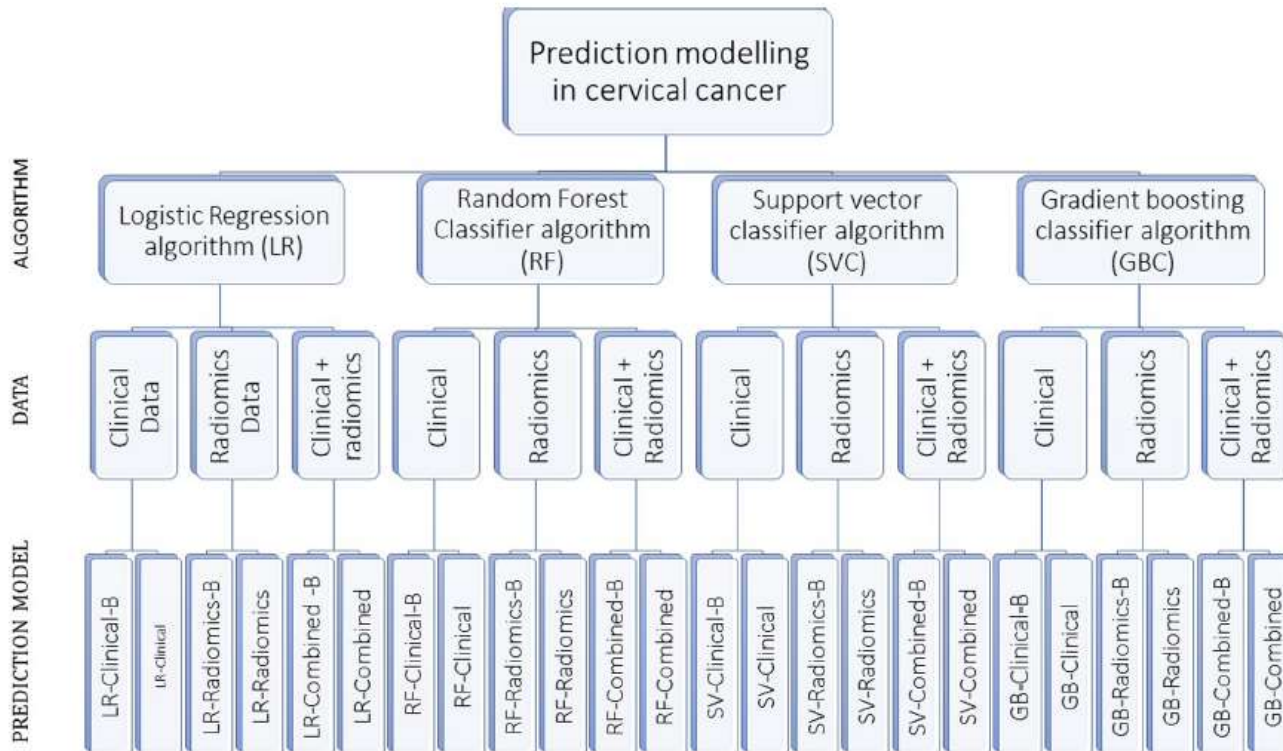 Prediction modelling
in cervical cancer
ALGORITHM
Logistic Regression
algorithm (LR)
Random Forest
Classifier algorithm
(RF)
Support vector
classifier algorithm
(SVC)
Gradient boosting
classifier algorithm
(GBC)
DATA
Clinical
Data
Radiomics
Data
Clinical +
radiomics
Clinical
Radiomics
Clinical +
Radiomics
Clinical
Radiomics
Clinical +
Radiomics
Clinical
Radiomics
Clinical +
Radiomics
PREDICTION MODEL
LR-Clinical-B
LR-Clinical
LR-Radiomics-B
LR-Radiomics
LR-Combined -B
LR-Combined
RF-Clinical-B
RF-Clinical
RF-Radiomics-B
RF-Radiomics
RF-Combined-B
RF-Combined
SV-Clinical-B
SV-Clinical
SV-Radiomics-B
SV-Radiomics
SV-Combined-B
SV-Combined
GB-Clinical-B
GB-Clinical
GB-Radiomics-B
GB-Radiomics
GB-Combined-B
GB-Combined